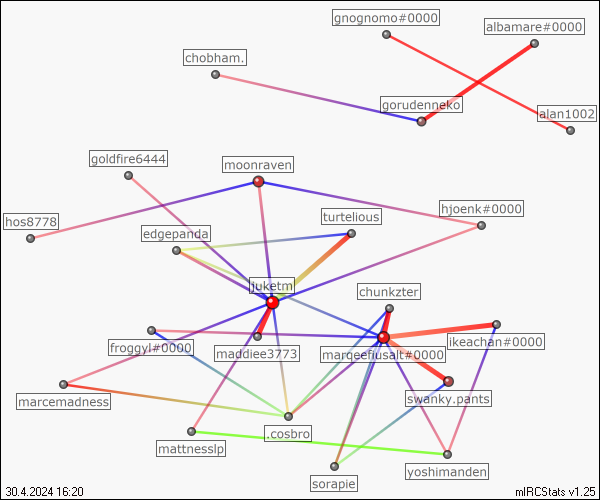 gnognomo#0000
albamare#0000
chobham.
gorudenneko
alan1002
goldfire6444
moonraven
hos8778
turtelious
hjoenk#0000
edgepanda
juketm
chunkzter
froggyl#0000
maddiee3773
marqeefiusalt#0000
ikeachan#0000
marcemadness
swanky.pants
.cosbro
mattnesslp
sorapie
yoshimanden
30.4.2024 16:20
mIRCStats v1.25